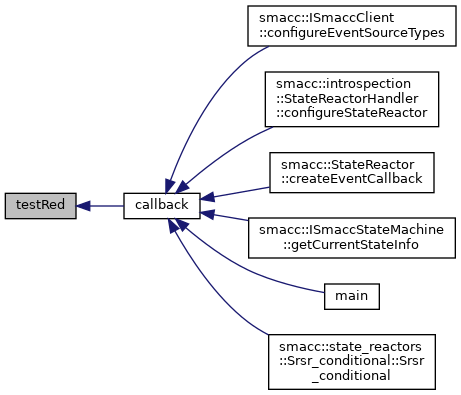 smacc::ISmaccClient
::configureEventSourceTypes
smacc::introspection
::StateReactorHandler
::configureStateReactor
smacc::StateReactor
::createEventCallback
testRed
callback
smacc::ISmaccStateMachine
::getCurrentStateInfo
main
smacc::state_reactors
::Srsr_conditional::Srsr
_conditional